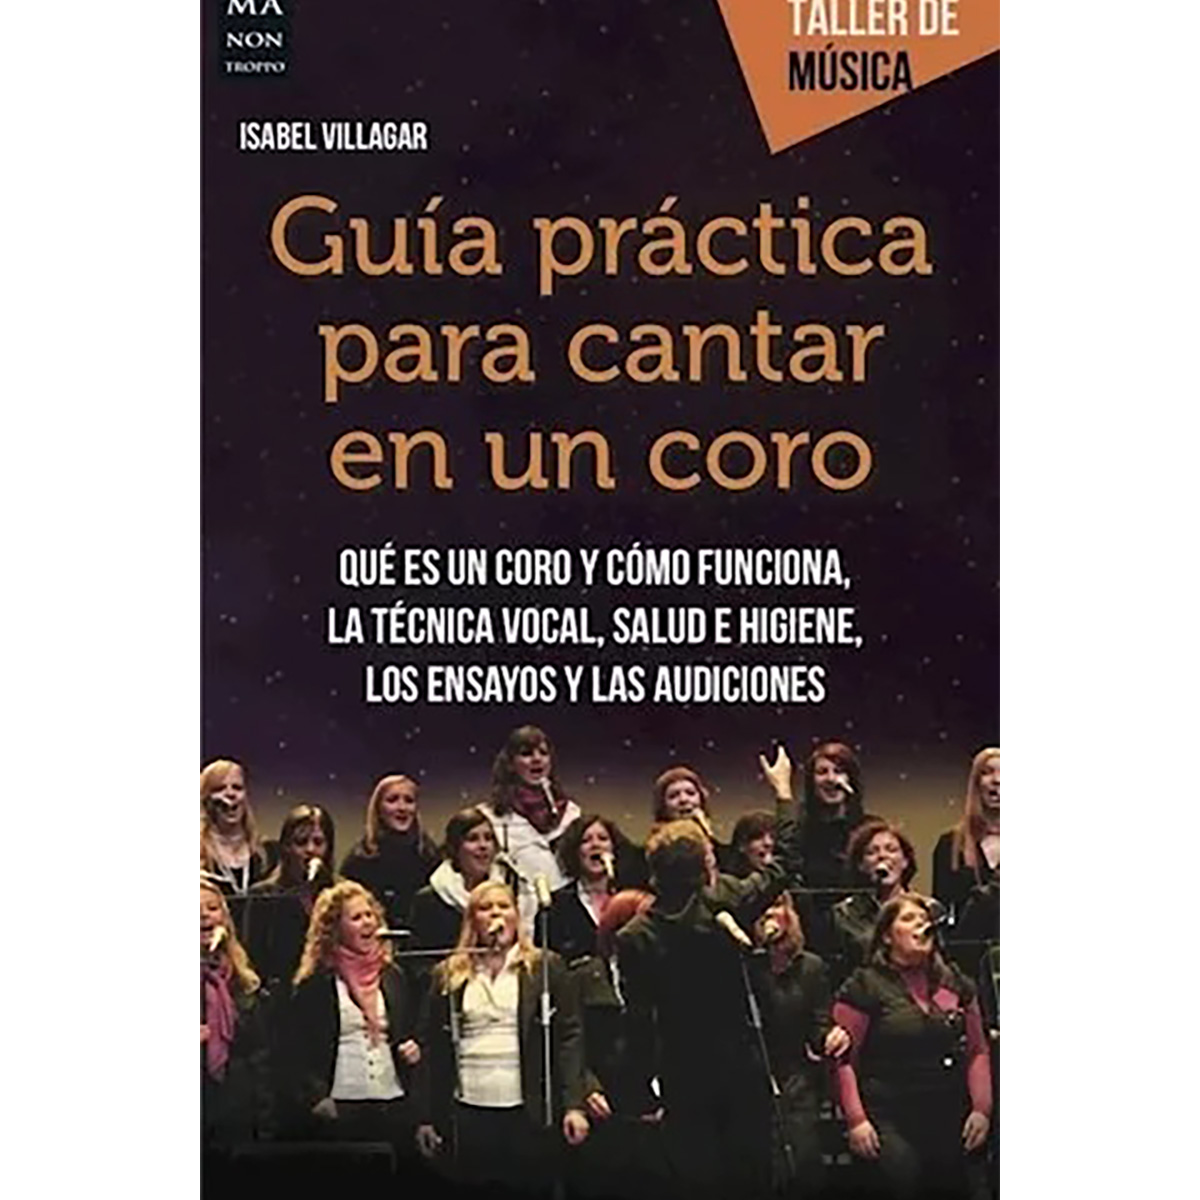 MA
NON
TROPPO
TALLER DE
MÚSICA
ISABEL VILLAGAR
Guía práctica
para cantar
en un coro
QUÉ ES UN CORO Y CÓMO FUNCIONA,
LA TÉCNICA VOCAL, SALUD E HIGIENE,
LOS ENSAYOS Y LAS AUDICIONES